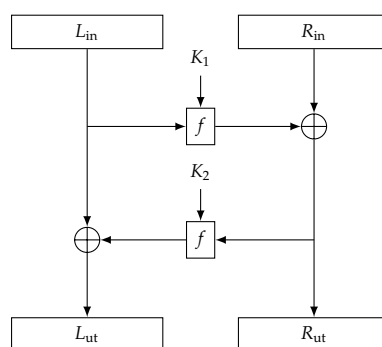 L_in R_in
K_1
f
K_2
f
L_ut R_ut